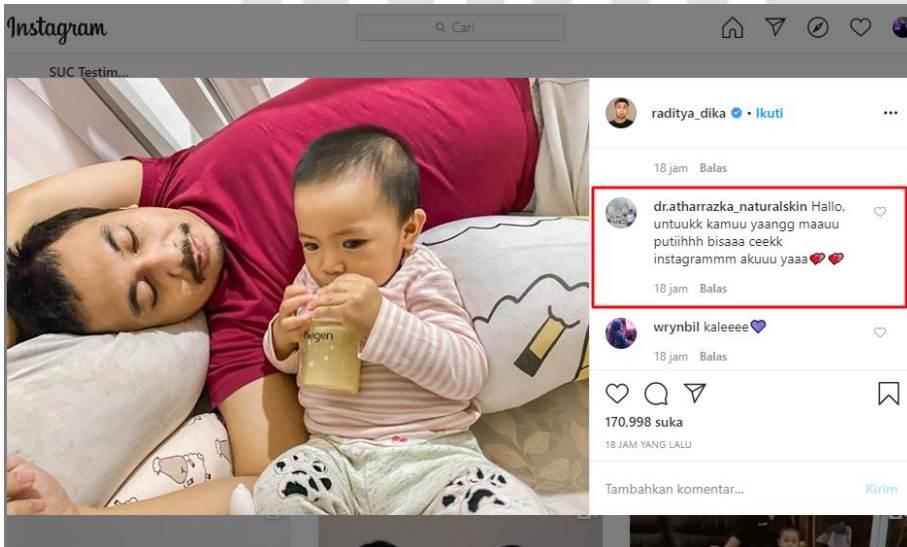 Instagram
Cari
SUC Testim...
raditya_dika • Ikuti
18 jam Balas
dr.atharrazka_naturalskin Hallo,
untuukk kamuu yaangg maauu
putiihhh bisaaa ceekk
instagrammm akuuu yaaa💕💕
18 jam Balas
wrynbil kaleeee💜
18 jam Balas
hegen
170,998 suka
18 JAM YANG LALU
Tambahkan komentar...
Kirim